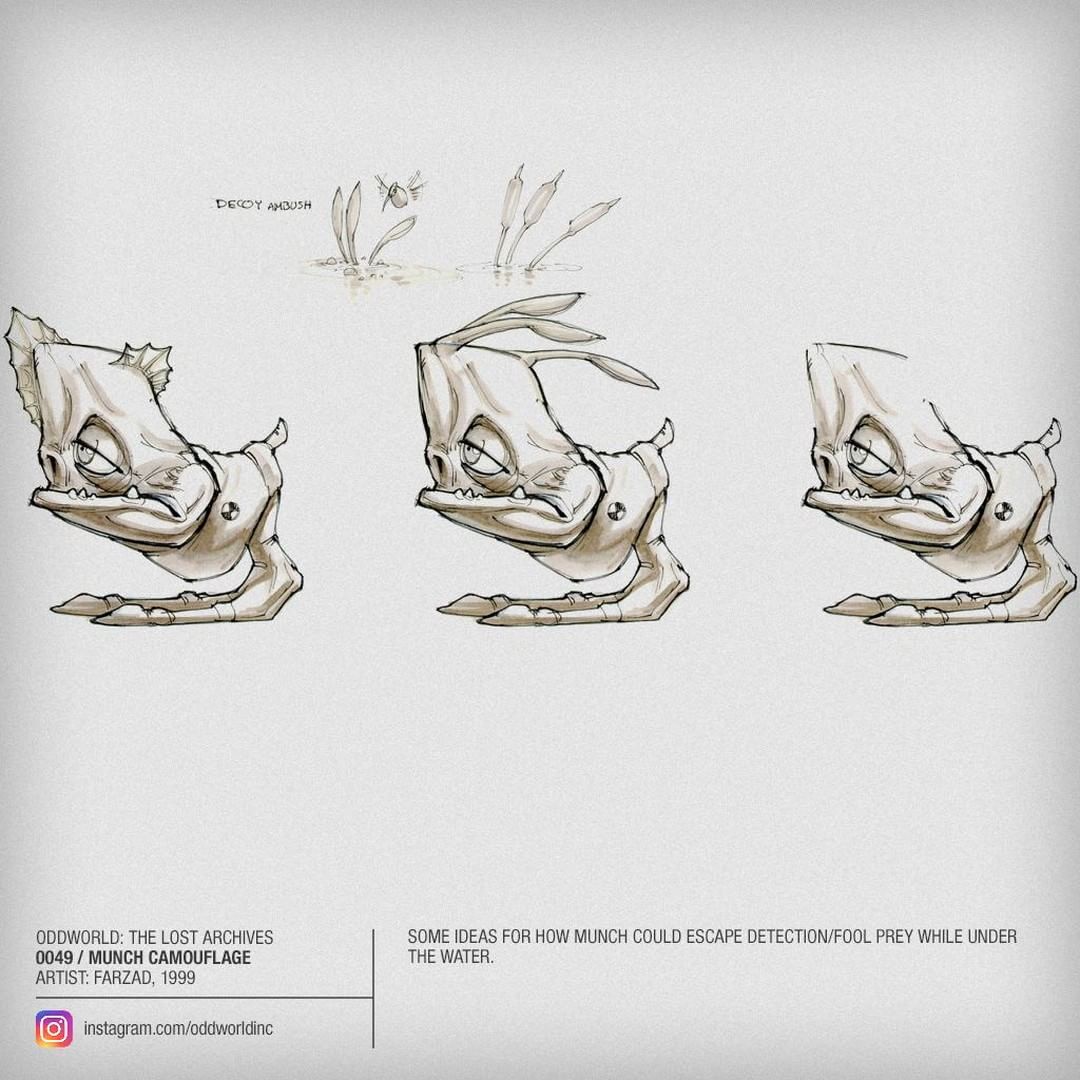 DECOY AMBUSH
ODDWORLD: THE LOST ARCHIVES
0049 / MUNCH CAMOUFLAGE
ARTIST: FARZAD, 1999
instagram.com/oddworldinc
SOME IDEAS FOR HOW MUNCH COULD ESCAPE DETECTION/FOOL PREY WHILE UNDER
THE WATER.